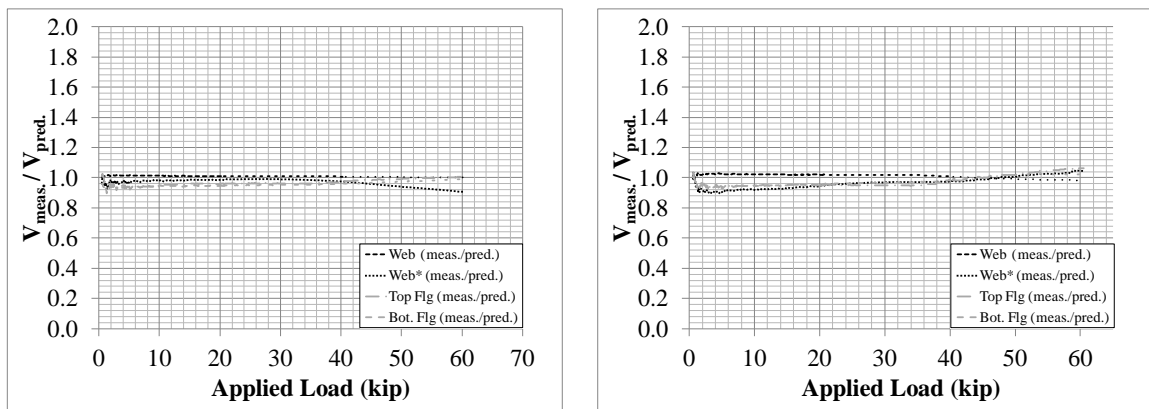 2.0
1.8
1.6
1.4
1.2
1.0
0.8
0.6
0.4
0.2
0.0
Vmeas./ Vpred.
Web (meas./pred.)
Web* (meas./pred.)
Top Flg (meas./pred.)
Bot. Flg (meas./pred.)
0 10 20 30 40 50 60 70
Applied Load (kip)
2.0
1.8
1.6
1.4
1.2
1.0
0.8
0.6
0.4
0.2
0.0
Vmeas./ Vpred.
Web (meas./pred.)
Web* (meas./pred.)
Top Flg (meas./pred.)
Bot. Flg (meas./pred.)
0 10 20 30 40 50 60
Applied Load (kip)